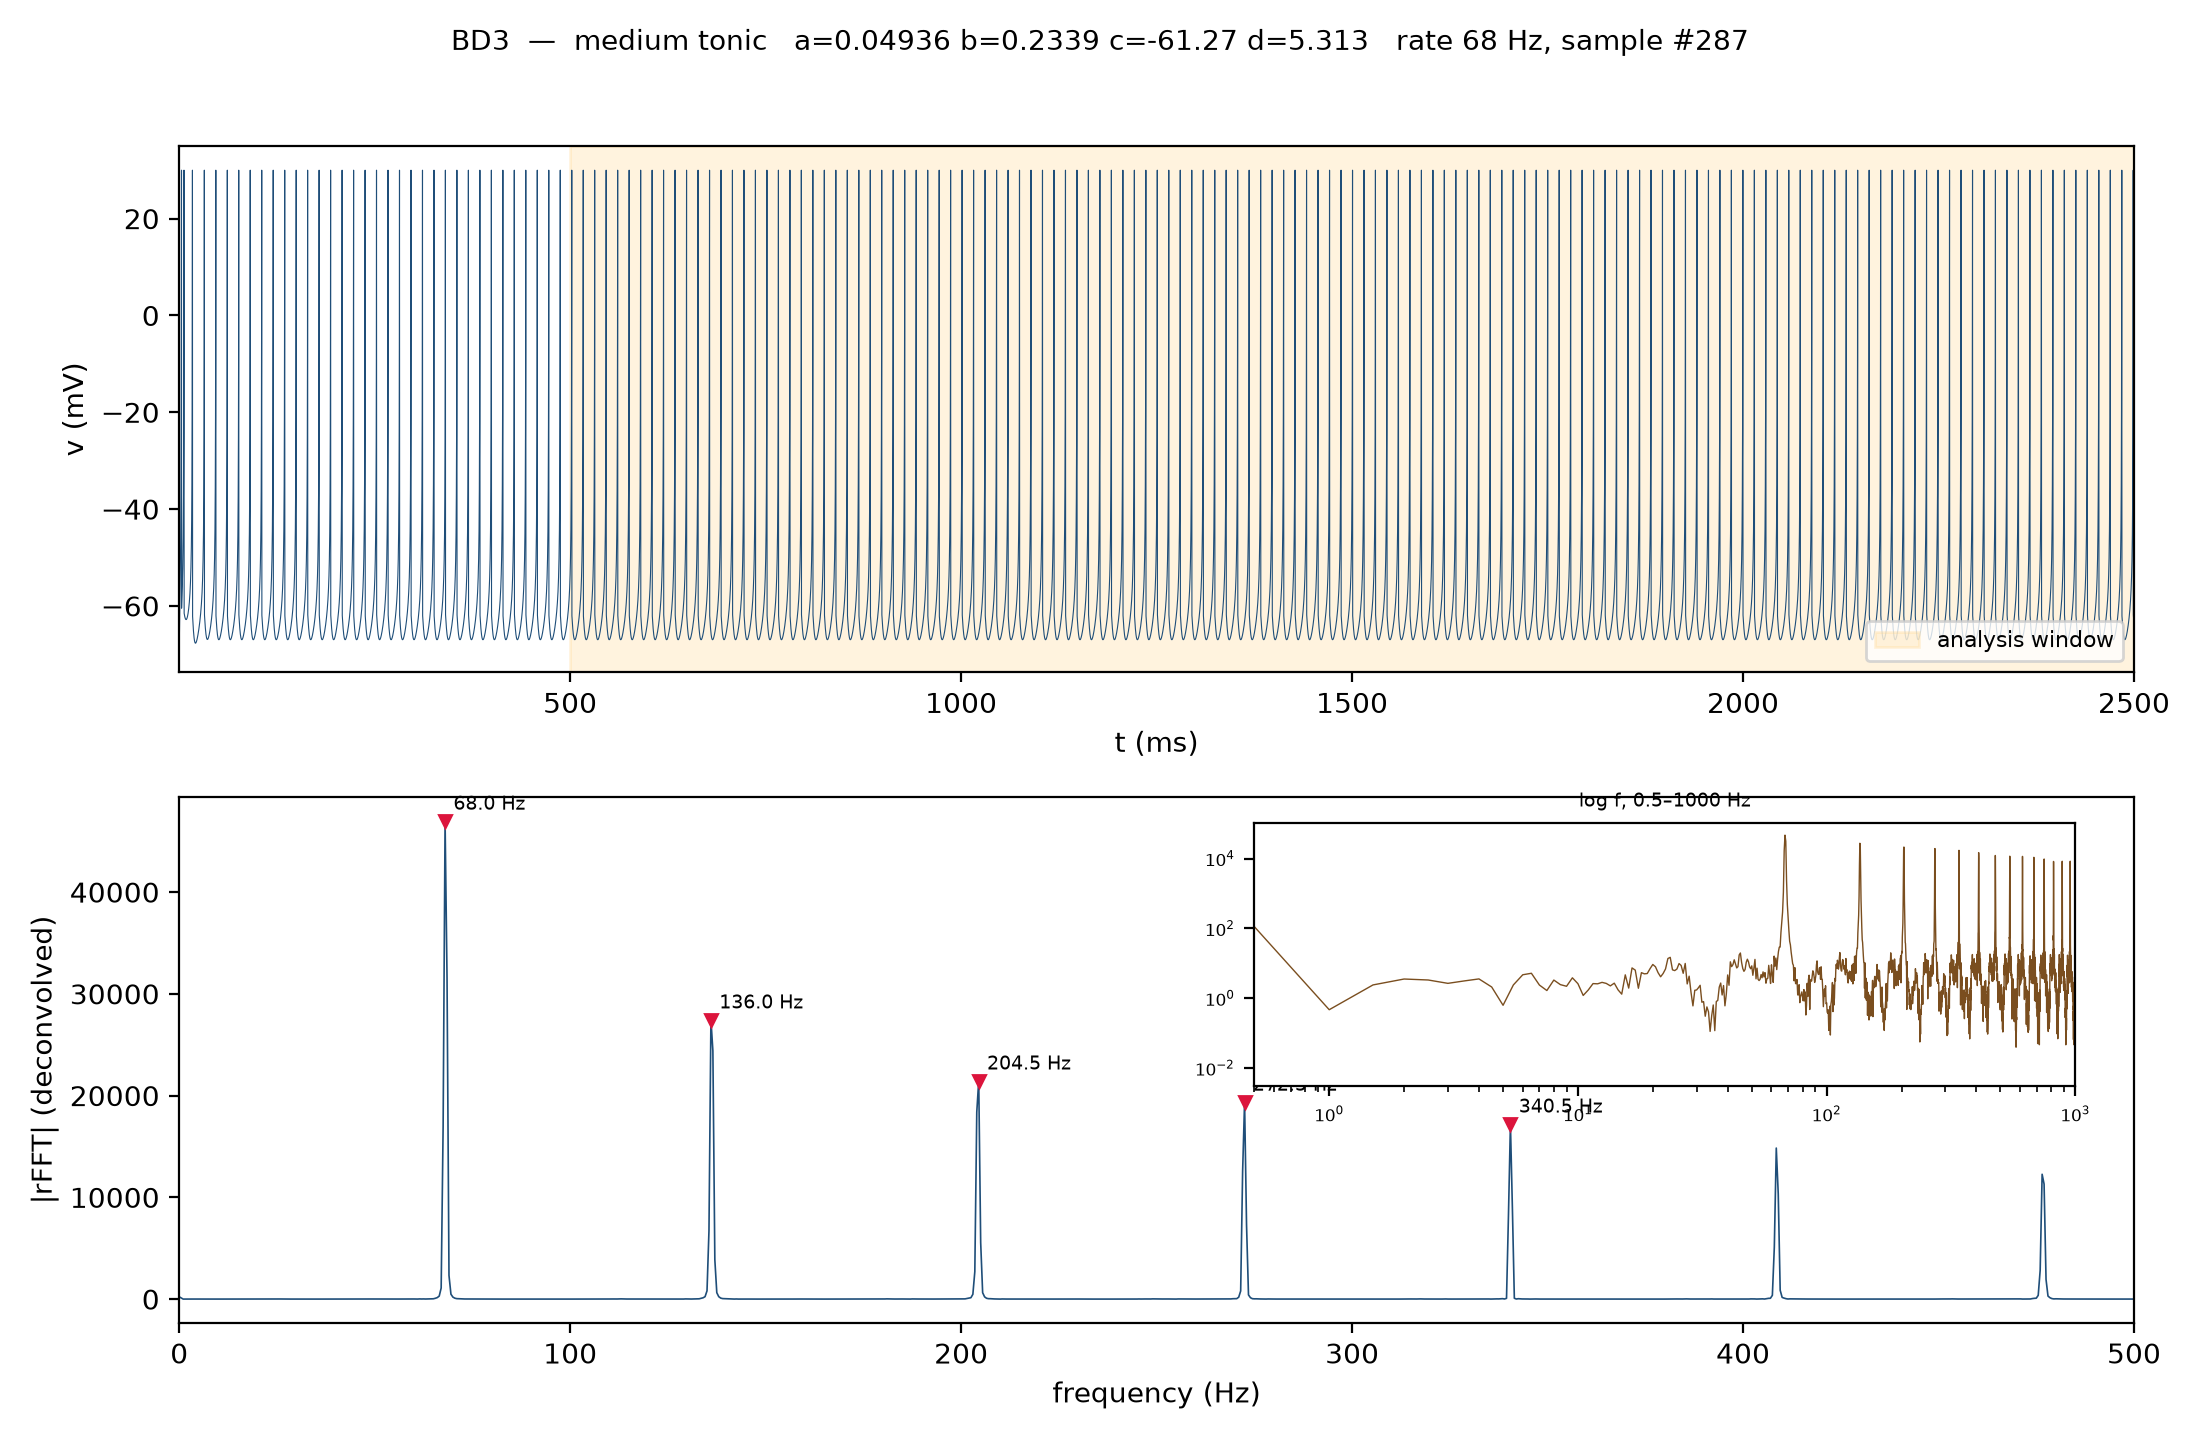 BD3 — medium tonic a=0.04936 b=0.2339 c=-61.27 d=5.313 rate 68 Hz, sample #287
v (mV)
20
0
−20
−40
−60
analysis window
500
1000
1500
2000
2500
t (ms)
|rFFT| (deconvolved)
40000
30000
20000
10000
0
68.0 Hz
136.0 Hz
204.5 Hz
340.5 Hz
log f, 0.5–1000 Hz
10⁴
10²
10⁰
10⁻²
10⁰
10¹
10²
10³
0
100
200
300
400
500
frequency (Hz)